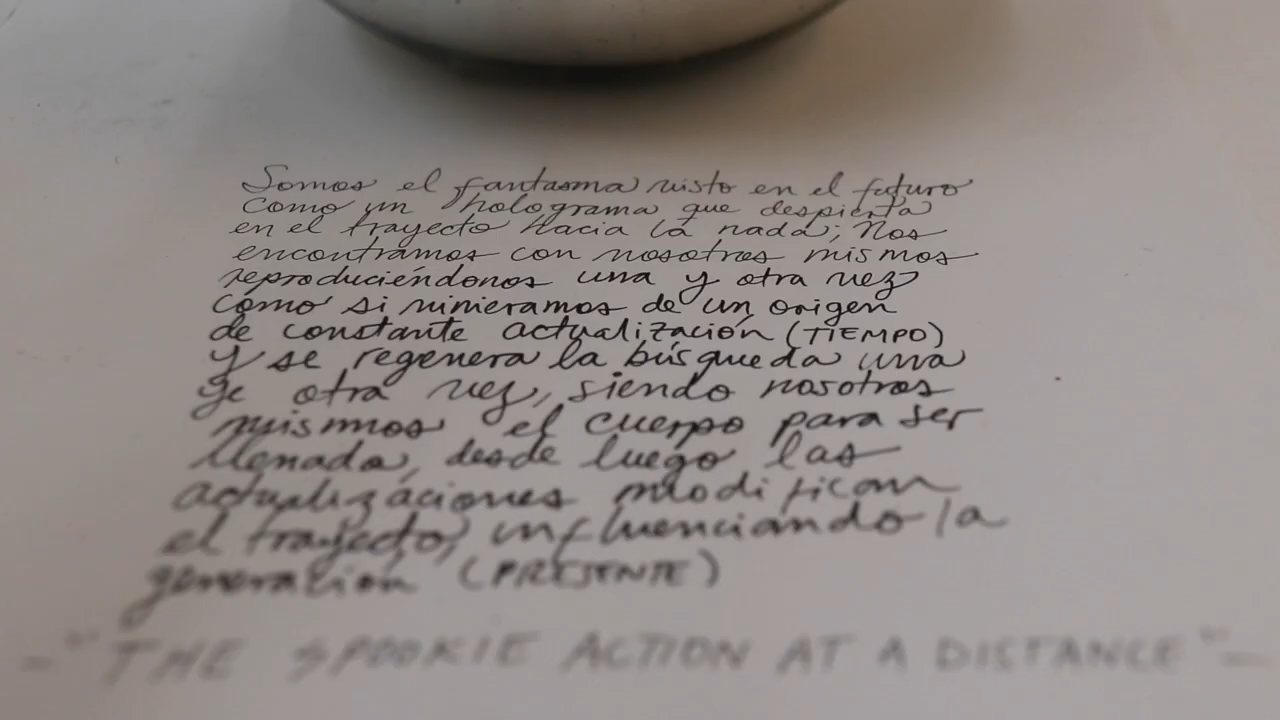 Somos el fantasma visto en el futuro
como un holograma que despierta
en el trayecto hacia la nada; Nos
encontramos con nosotros mismos
reproduciéndonos una y otra vez
como si vinieramos de un origen
de constante actualización (TIEMPO)
y se regenera la búsqueda una
y otra vez, siendo nosotros
mismos el cuerpo para ser
llenado, desde luego las
actualizaciones modifican
el trayecto, influenciando la
generación (PRESENTE)
- "THE SPOOKIE ACTION AT A DISTANCE" -